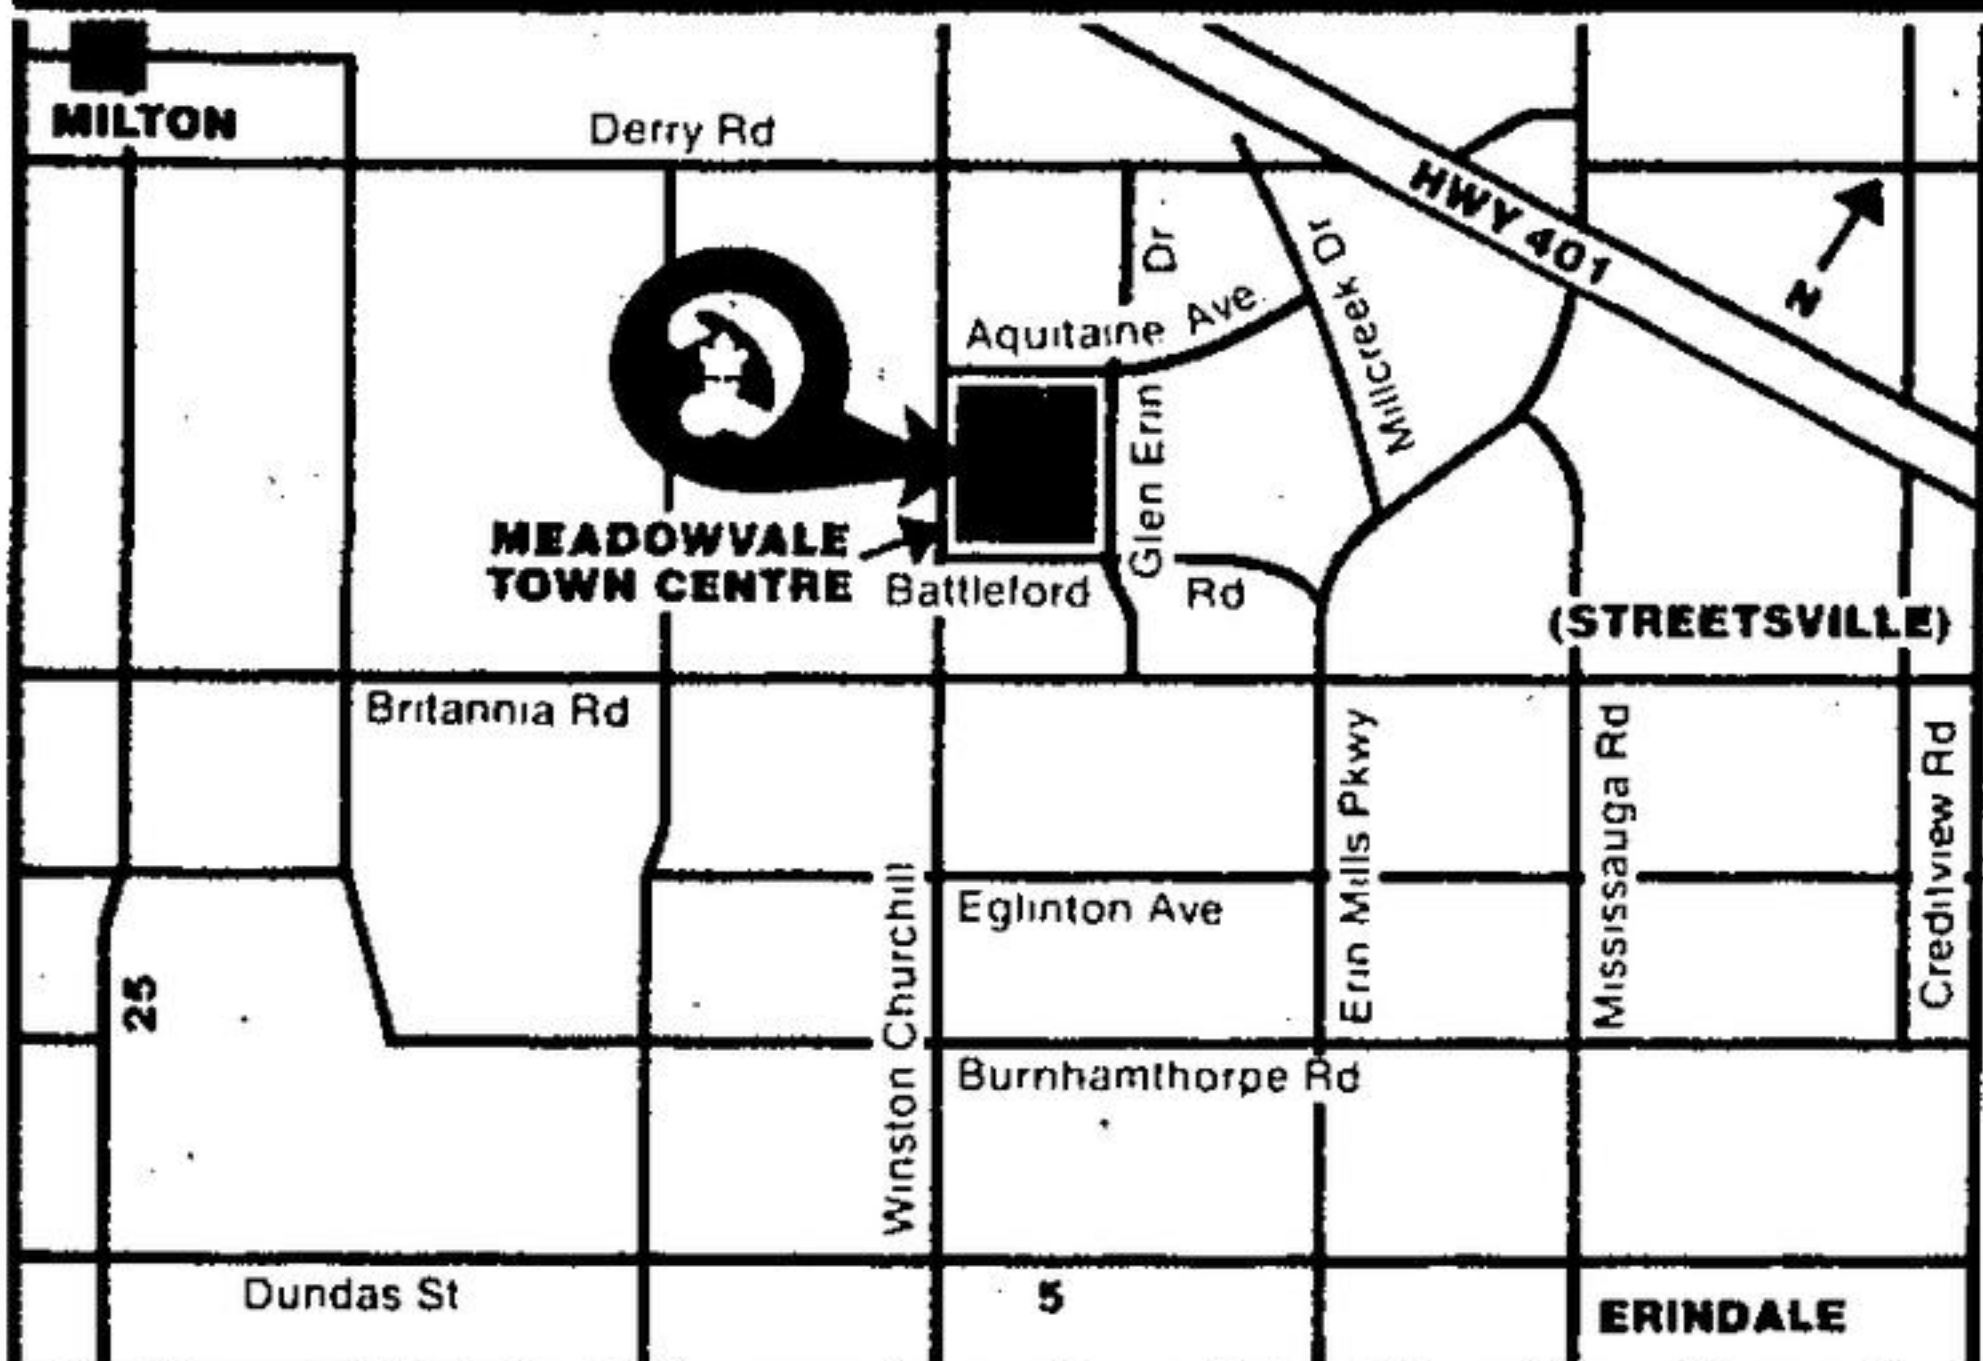 MILTON
Derry Rd
HWY 401
N
Dr
Millcreek Dr
Aquitaine Ave.
Glen Erin
MEADOWVALE
TOWN CENTRE
Battleford Rd
(STREETSVILLE)
Britannia Rd
Erin Mills Pkwy
Mississauga Rd
Creditview Rd
Winston Churchill
Eglinton Ave
25
Burnhamthorpe Rd
Dundas St
5
ERINDALE